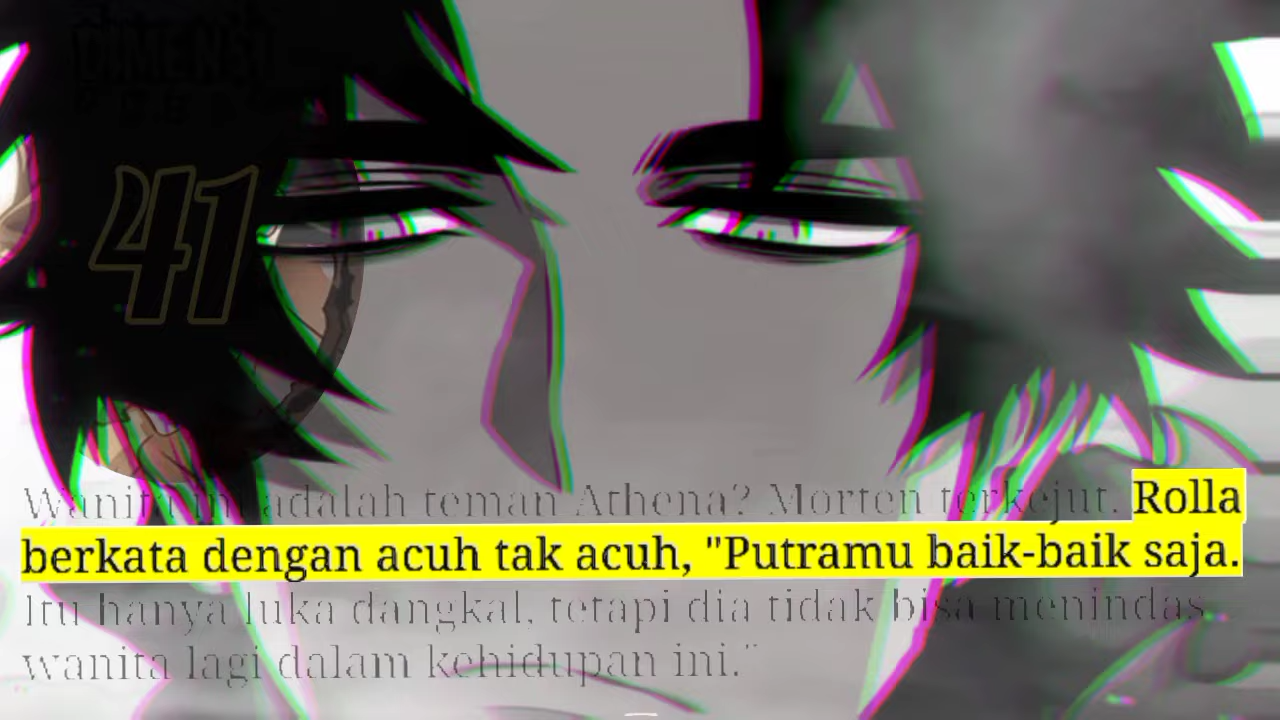 DIMENSI
41
Wanita ini adalah teman Athena? Morten terkejut. Rolla
berkata dengan acuh tak acuh, "Putramu baik-baik saja.
Itu hanya luka dangkal, tetapi dia tidak bisa menindas
wanita lagi dalam kehidupan ini."